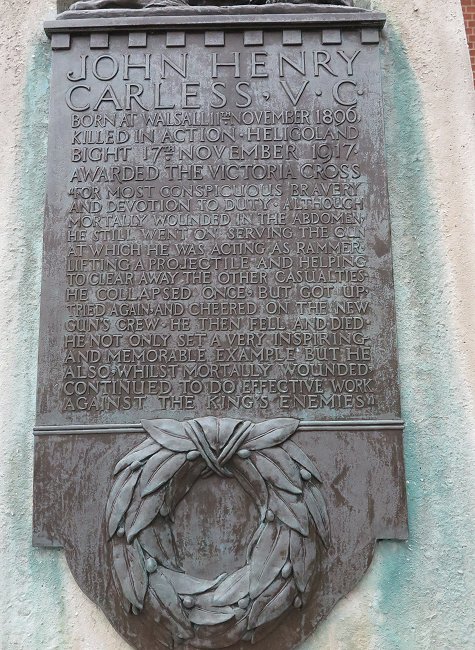 JOHN HENRY
CARLESS · V · C ·
BORN AT WALSALL 11TH NOVEMBER 1896,
KILLED IN ACTION · HELIGOLAND
BIGHT 17TH NOVEMBER 1917 ·
AWARDED THE VICTORIA CROSS
"FOR MOST CONSPICUOUS BRAVERY
AND DEVOTION TO DUTY · ALTHOUGH
MORTALLY WOUNDED IN THE ABDOMEN ·
HE STILL WENT ON SERVING THE GUN
AT WHICH HE WAS ACTING AS RAMMER ·
LIFTING A PROJECTILE · AND HELPING
TO CLEAR AWAY THE OTHER CASUALTIES ·
HE COLLAPSED ONCE · BUT GOT UP ·
TRIED AGAIN · AND CHEERED ON THE NEW
GUN'S CREW · HE THEN FELL AND DIED ·
HE NOT ONLY SET A VERY INSPIRING ·
AND MEMORABLE EXAMPLE · BUT HE
ALSO · WHILST MORTALLY WOUNDED ·
CONTINUED TO DO EFFECTIVE WORK
AGAINST THE KING'S ENEMIES"